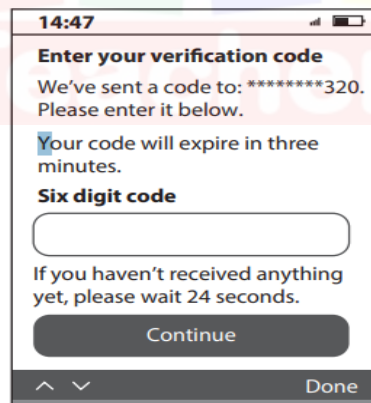 14:47
Enter your verification code
We've sent a code to: ********320.
Please enter it below.
Your code will expire in three
minutes.
Six digit code
If you haven't received anything
yet, please wait 24 seconds.
Continue
Done